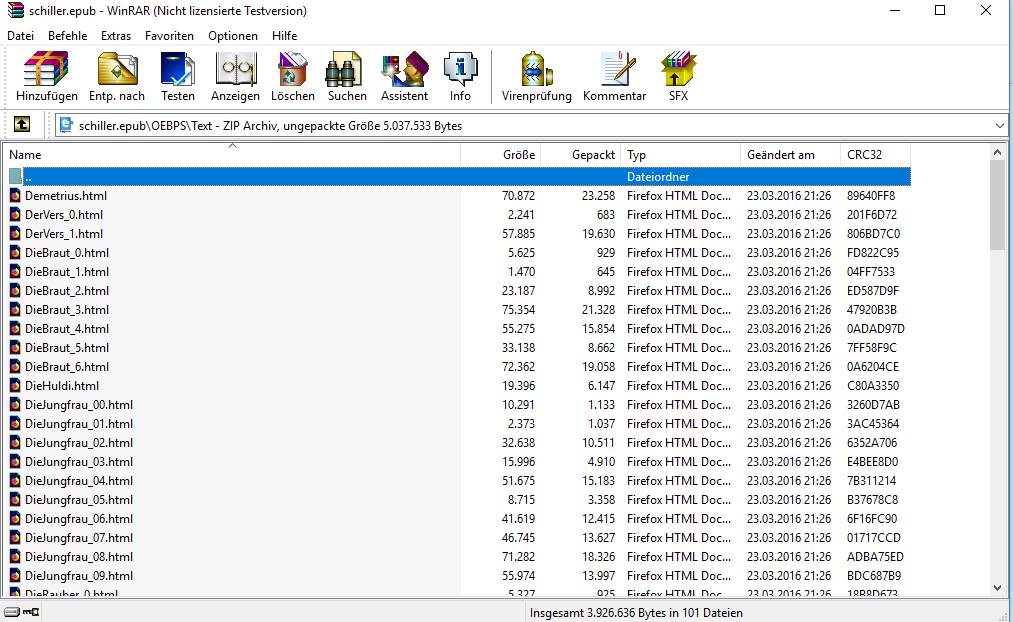 schiller.epub - WinRAR (Nicht lizensierte Testversion)
Datei Befehle Extras Favoriten Optionen Hilfe
Hinzufügen Entp. nach Testen Anzeigen Löschen Suchen Assistent Info Virenprüfung Kommentar SFX
schiller.epub\OEBPS\Text - ZIP Archiv, ungepackte Größe 5.037.533 Bytes
Name Größe Gepackt Typ Geändert am CRC32
.. Dateiordner
Demetrius.html 70.872 23.258 Firefox HTML Doc... 23.03.2016 21:26 89640FF8
DerVers_0.html 2.241 683 Firefox HTML Doc... 23.03.2016 21:26 201F6D72
DerVers_1.html 57.885 19.630 Firefox HTML Doc... 23.03.2016 21:26 806BD7C0
DieBraut_0.html 5.625 929 Firefox HTML Doc... 23.03.2016 21:26 FD822C95
DieBraut_1.html 1.470 645 Firefox HTML Doc... 23.03.2016 21:26 04FF7533
DieBraut_2.html 23.187 8.992 Firefox HTML Doc... 23.03.2016 21:26 ED587D9F
DieBraut_3.html 75.354 21.328 Firefox HTML Doc... 23.03.2016 21:26 47920B3B
DieBraut_4.html 55.275 15.854 Firefox HTML Doc... 23.03.2016 21:26 0ADAD97D
DieBraut_5.html 33.138 8.662 Firefox HTML Doc... 23.03.2016 21:26 7FF58F9C
DieBraut_6.html 72.362 19.058 Firefox HTML Doc... 23.03.2016 21:26 0A6204CE
DieHuldi.html 19.396 6.147 Firefox HTML Doc... 23.03.2016 21:26 C80A3350
DieJungfrau_00.html 10.291 1.133 Firefox HTML Doc... 23.03.2016 21:26 3260D7AB
DieJungfrau_01.html 2.373 1.037 Firefox HTML Doc... 23.03.2016 21:26 3AC45364
DieJungfrau_02.html 32.638 10.511 Firefox HTML Doc... 23.03.2016 21:26 6352A706
DieJungfrau_03.html 15.996 4.910 Firefox HTML Doc... 23.03.2016 21:26 E4BEE8D0
DieJungfrau_04.html 51.675 15.183 Firefox HTML Doc... 23.03.2016 21:26 7B311214
DieJungfrau_05.html 8.715 3.358 Firefox HTML Doc... 23.03.2016 21:26 B37678C8
DieJungfrau_06.html 41.619 12.415 Firefox HTML Doc... 23.03.2016 21:26 6F16FC90
DieJungfrau_07.html 46.745 13.627 Firefox HTML Doc... 23.03.2016 21:26 01717CCD
DieJungfrau_08.html 71.282 18.326 Firefox HTML Doc... 23.03.2016 21:26 ADBA75ED
DieJungfrau_09.html 55.974 13.997 Firefox HTML Doc... 23.03.2016 21:26 BDC687B9
DieRauber_0.html 5.327 925 Firefox HTML Doc... 23.03.2016 21:26 18B8D673
Insgesamt 3.926.636 Bytes in 101 Dateien